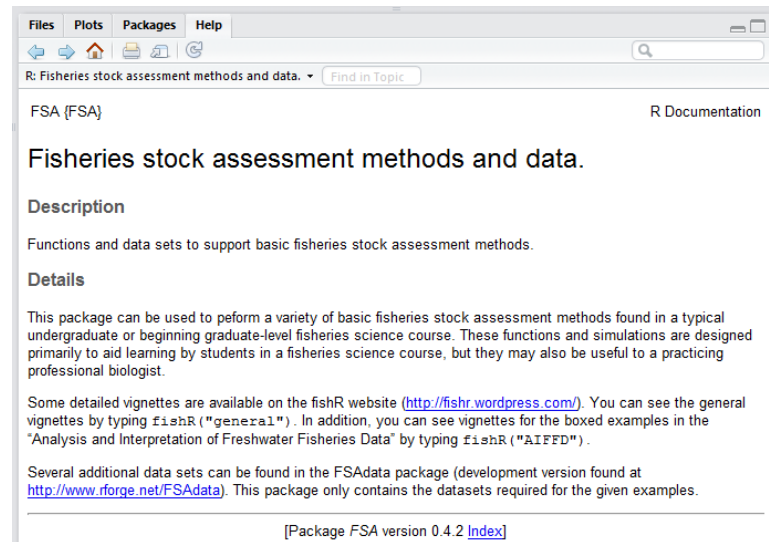 Files Plots Packages Help
R: Fisheries stock assessment methods and data. Find in Topic
FSA {FSA} R Documentation
Fisheries stock assessment methods and data.
Description
Functions and data sets to support basic fisheries stock assessment methods.
Details
This package can be used to peform a variety of basic fisheries stock assessment methods found in a typical
undergraduate or beginning graduate-level fisheries science course. These functions and simulations are designed
primarily to aid learning by students in a fisheries science course, but they may also be useful to a practicing
professional biologist.
Some detailed vignettes are available on the fishR website (http://fishr.wordpress.com/). You can see the general
vignettes by typing fishR("general"). In addition, you can see vignettes for the boxed examples in the
“Analysis and Interpretation of Freshwater Fisheries Data” by typing fishR("AIFFD").
Several additional data sets can be found in the FSAdata package (development version found at
http://www.rforge.net/FSAdata). This package only contains the datasets required for the given examples.
[Package FSA version 0.4.2 Index]